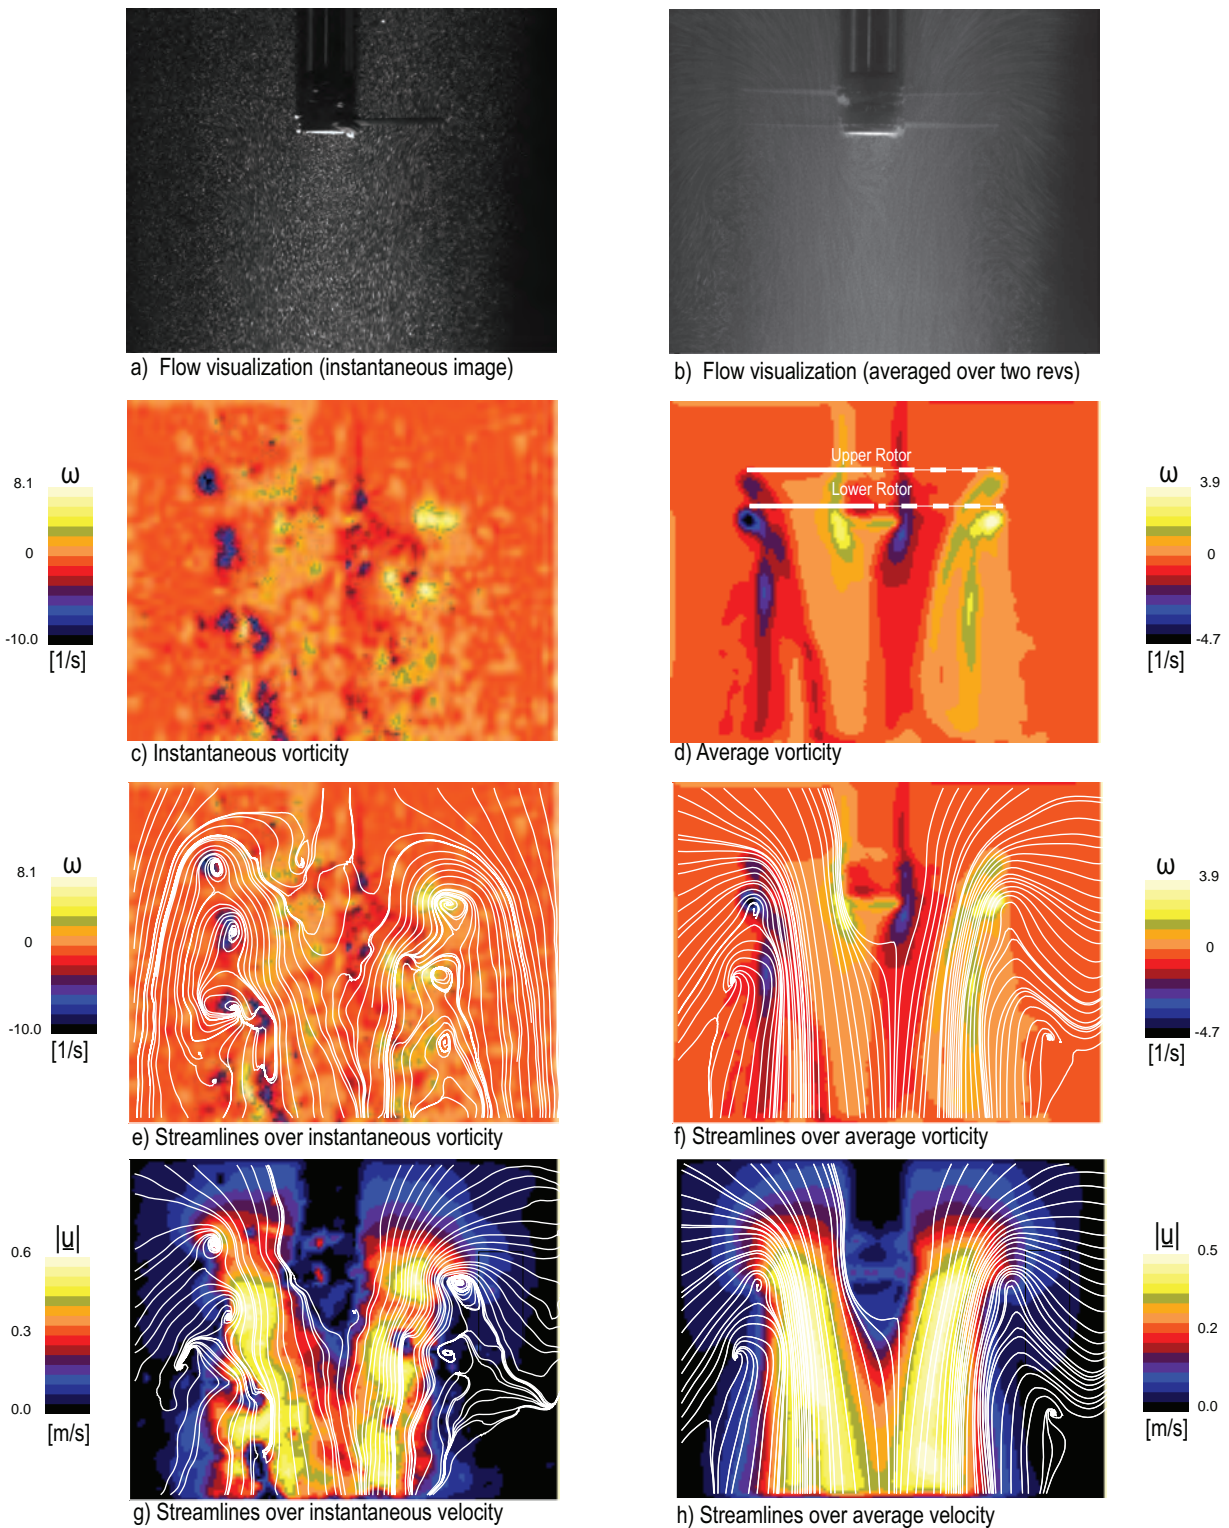 a) Flow visualization (instantaneous image)
b) Flow visualization (averaged over two revs)
ω
8.1
0
-10.0
[1/s]
Upper Rotor
Lower Rotor
ω
3.9
0
-4.7
[1/s]
c) Instantaneous vorticity
d) Average vorticity
ω
8.1
0
-10.0
[1/s]
ω
3.9
0
-4.7
[1/s]
e) Streamlines over instantaneous vorticity
f) Streamlines over average vorticity
|u|
0.6
0.3
0.0
[m/s]
|u|
0.5
0.2
0.0
[m/s]
g) Streamlines over instantaneous velocity
h) Streamlines over average velocity